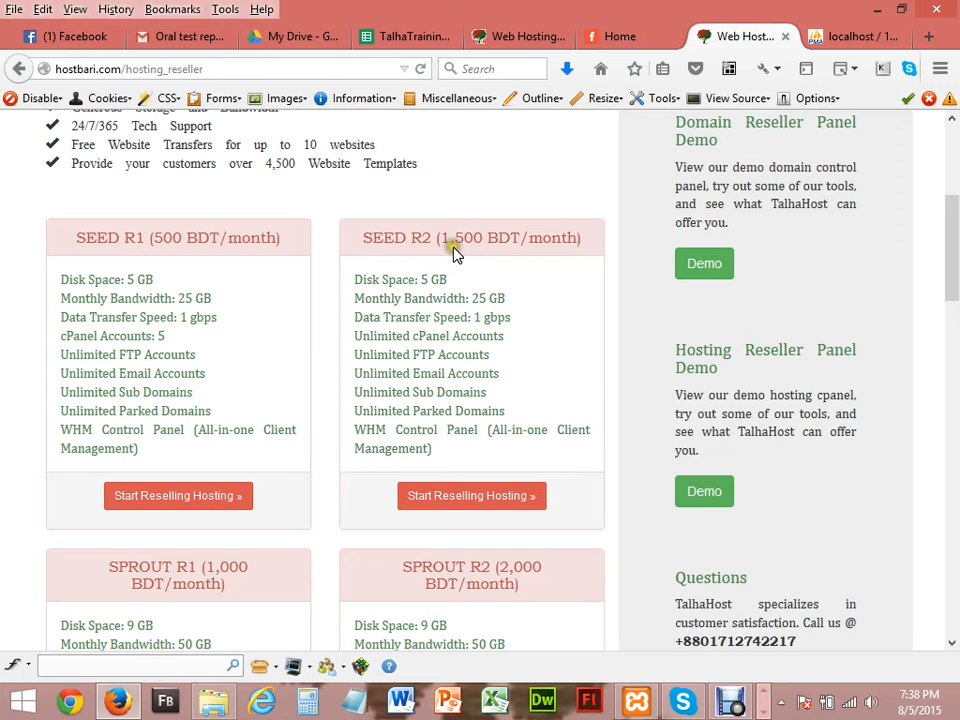 File Edit View History Bookmarks Tools Help
(1) Facebook
Oral test rep...
My Drive - G...
TalhaTrainin...
Web Hosting...
Home
Web Host...
localhost / 1...
hostbari.com/hosting_reseller
Search
Disable Cookies CSS Forms Images Information Miscellaneous Outline Resize Tools View Source Options
24/7/365 Tech Support
Free Website Transfers for up to 10 websites
Provide your customers over 4,500 Website Templates
SEED R1 (500 BDT/month)
Disk Space: 5 GB
Monthly Bandwidth: 25 GB
Data Transfer Speed: 1 gbps
cPanel Accounts: 5
Unlimited FTP Accounts
Unlimited Email Accounts
Unlimited Sub Domains
Unlimited Parked Domains
WHM Control Panel (All-in-one Client
Management)
Start Reselling Hosting »
SEED R2 (1,500 BDT/month)
Disk Space: 5 GB
Monthly Bandwidth: 25 GB
Data Transfer Speed: 1 gbps
Unlimited cPanel Accounts
Unlimited FTP Accounts
Unlimited Email Accounts
Unlimited Sub Domains
Unlimited Parked Domains
WHM Control Panel (All-in-one Client
Management)
Start Reselling Hosting »
SPROUT R1 (1,000
BDT/month)
Disk Space: 9 GB
Monthly Bandwidth: 50 GB
SPROUT R2 (2,000
BDT/month)
Disk Space: 9 GB
Monthly Bandwidth: 50 GB
Domain Reseller Panel
Demo
View our demo domain control
panel, try out some of our tools,
and see what TalhaHost can
offer you.
Demo
Hosting Reseller Panel
Demo
View our demo hosting cpanel,
try out some of our tools, and
see what TalhaHost can offer
you.
Demo
Questions
TalhaHost specializes in
customer satisfaction. Call us @
+8801712742217
FB
Dw
Fl
7:38 PM
8/5/2015